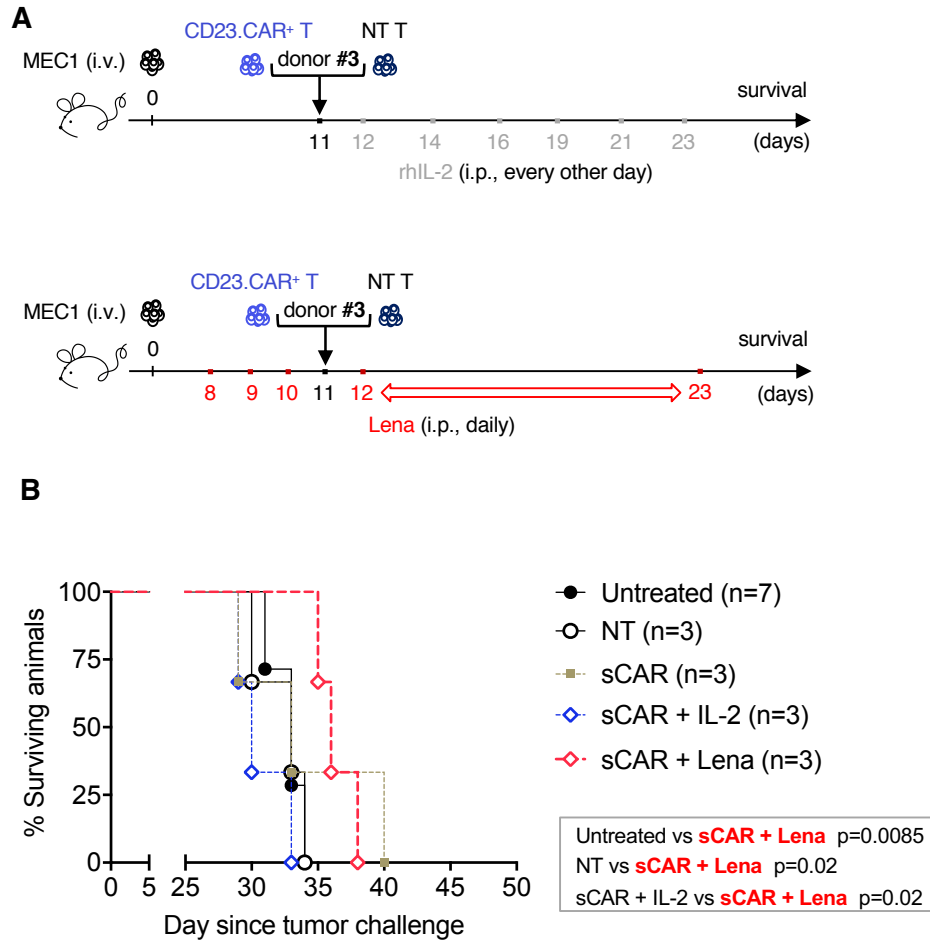 A
CD23.CAR⁺ T NT T
MEC1 (i.v.) donor #3
0 survival
11 12 14 16 19 21 23 (days)
rhIL-2 (i.p., every other day)
CD23.CAR⁺ T NT T
MEC1 (i.v.) donor #3
0 survival
8 9 10 11 12 23 (days)
Lena (i.p., daily)
B
% Surviving animals
100
75
50
25
0
0 5 25 30 35 40 45 50
Day since tumor challenge
Untreated (n=7)
NT (n=3)
sCAR (n=3)
sCAR + IL-2 (n=3)
sCAR + Lena (n=3)
Untreated vs sCAR + Lena p=0.0085
NT vs sCAR + Lena p=0.02
sCAR + IL-2 vs sCAR + Lena p=0.02